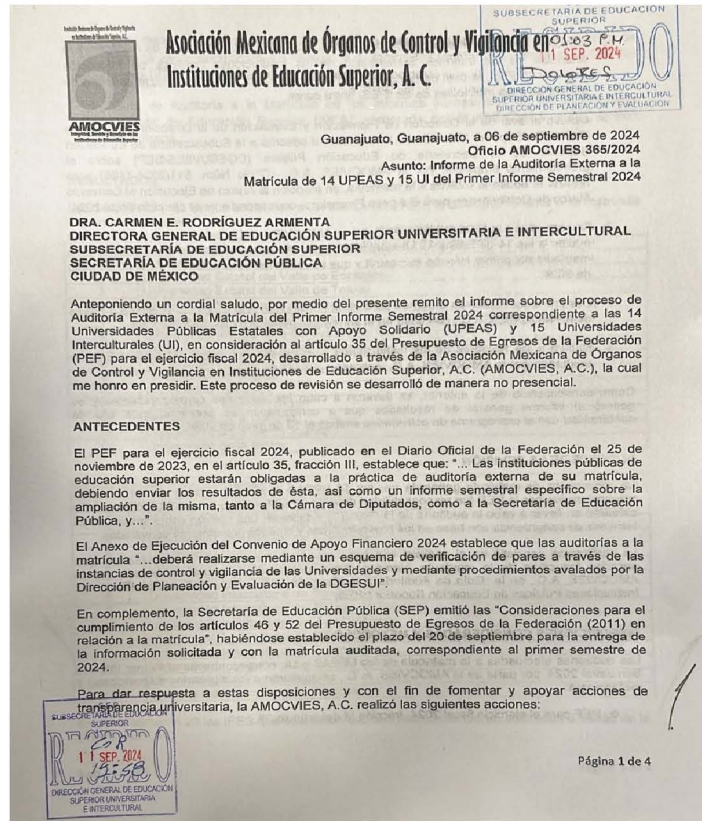 SUBSECRETARÍA DE EDUCACIÓN
SUPERIOR
01:03 P.M.
11 SEP. 2024
DIRECCIÓN GENERAL DE EDUCACIÓN
SUPERIOR UNIVERSITARIA E INTERCULTURAL
DIRECCIÓN DE PLANEACIÓN Y EVALUACIÓN
Asociación Mexicana de Órganos de Control y Vigilancia en
Instituciones de Educación Superior, A. C.
AMOCVIES
Guanajuato, Guanajuato, a 06 de septiembre de 2024
Oficio AMOCVIES 365/2024
Asunto: Informe de la Auditoría Externa a la
Matrícula de 14 UPEAS y 15 UI del Primer Informe Semestral 2024
DRA. CARMEN E. RODRÍGUEZ ARMENTA
DIRECTORA GENERAL DE EDUCACIÓN SUPERIOR UNIVERSITARIA E INTERCULTURAL
SUBSECRETARÍA DE EDUCACIÓN SUPERIOR
SECRETARÍA DE EDUCACIÓN PÚBLICA
CIUDAD DE MÉXICO
Anteponiendo un cordial saludo, por medio del presente remito el informe sobre el proceso de
Auditoría Externa a la Matrícula del Primer Informe Semestral 2024 correspondiente a las 14
Universidades Públicas Estatales con Apoyo Solidario (UPEAS) y 15 Universidades
Interculturales (UI), en consideración al artículo 35 del Presupuesto de Egresos de la Federación
(PEF) para el ejercicio fiscal 2024, desarrollado a través de la Asociación Mexicana de Órganos
de Control y Vigilancia en Instituciones de Educación Superior, A.C. (AMOCVIES, A.C.), la cual
me honro en presidir. Este proceso de revisión se desarrolló de manera no presencial.
ANTECEDENTES
El PEF para el ejercicio fiscal 2024, publicado en el Diario Oficial de la Federación el 25 de
noviembre de 2023, en el artículo 35, fracción III, establece que: "... Las instituciones públicas de
educación superior estarán obligadas a la práctica de auditoría externa de su matrícula,
debiendo enviar los resultados de ésta, así como un informe semestral específico sobre la
ampliación de la misma, tanto a la Cámara de Diputados, como a la Secretaría de Educación
Pública, y...".
El Anexo de Ejecución del Convenio de Apoyo Financiero 2024 establece que las auditorías a la
matrícula "...deberá realizarse mediante un esquema de verificación de pares a través de las
instancias de control y vigilancia de las Universidades y mediante procedimientos avalados por la
Dirección de Planeación y Evaluación de la DGESUI".
En complemento, la Secretaría de Educación Pública (SEP) emitió las "Consideraciones para el
cumplimiento de los artículos 46 y 52 del Presupuesto de Egresos de la Federación (2011) en
relación a la matrícula", habiéndose establecido el plazo del 20 de septiembre para la entrega de
la información solicitada y con la matrícula auditada, correspondiente al primer semestre de
2024.
Para dar respuesta a estas disposiciones y con el fin de fomentar y apoyar acciones de
transparencia universitaria, la AMOCVIES, A.C. realizó las siguientes acciones:
SUBSECRETARÍA DE EDUCACIÓN
SUPERIOR
11 SEP. 2024
DIRECCIÓN GENERAL DE EDUCACIÓN
SUPERIOR UNIVERSITARIA
E INTERCULTURAL
Página 1 de 4